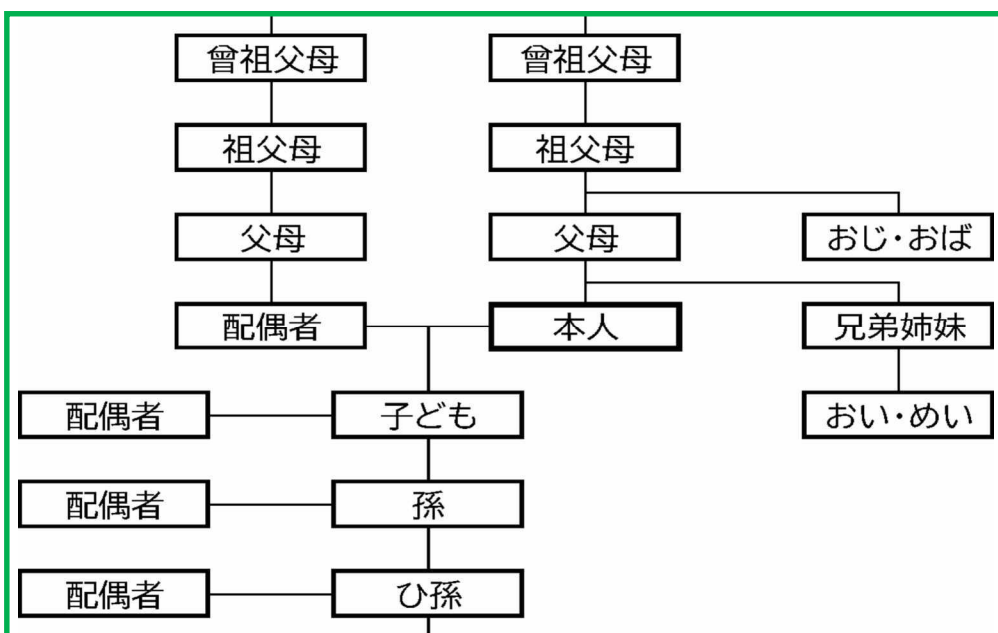 曾祖父母 曾祖父母
祖父母 祖父母
父母 父母 おじ・おば
配偶者 本人 兄弟姉妹
配偶者 子ども おい・めい
配偶者 孫
配偶者 ひ孫